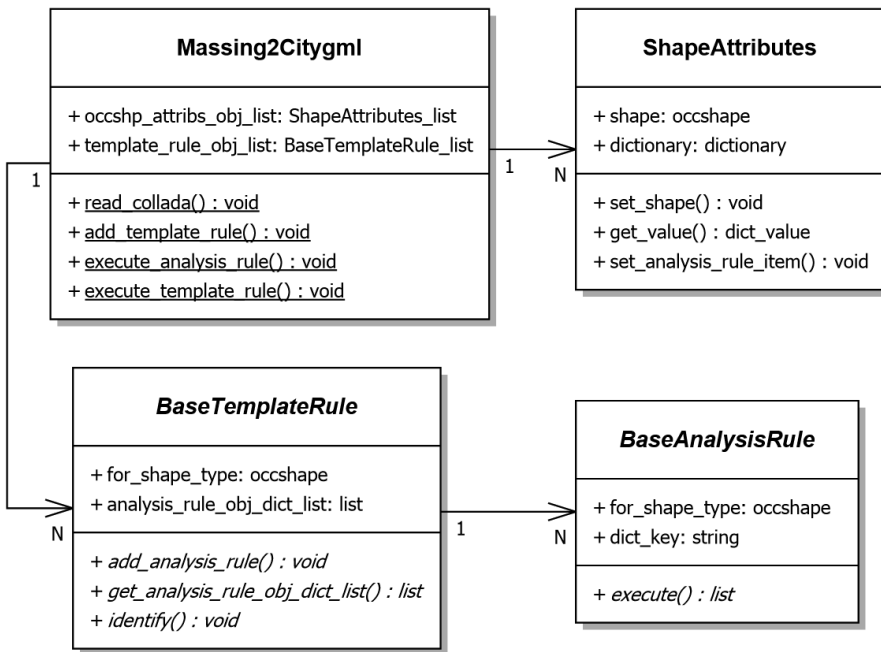 Massing2Citygml
+ occshp_attribs_obj_list: ShapeAttributes_list
+ template_rule_obj_list: BaseTemplateRule_list
+ read_collada() : void
+ add_template_rule() : void
+ execute_analysis_rule() : void
+ execute_template_rule() : void
1
N
1
N
ShapeAttributes
+ shape: occshape
+ dictionary: dictionary
+ set_shape() : void
+ get_value() : dict_value
+ set_analysis_rule_item() : void
BaseTemplateRule
+ for_shape_type: occshape
+ analysis_rule_obj_dict_list: list
+ add_analysis_rule() : void
+ get_analysis_rule_obj_dict_list() : list
+ identify() : void
1
N
BaseAnalysisRule
+ for_shape_type: occshape
+ dict_key: string
+ execute() : list